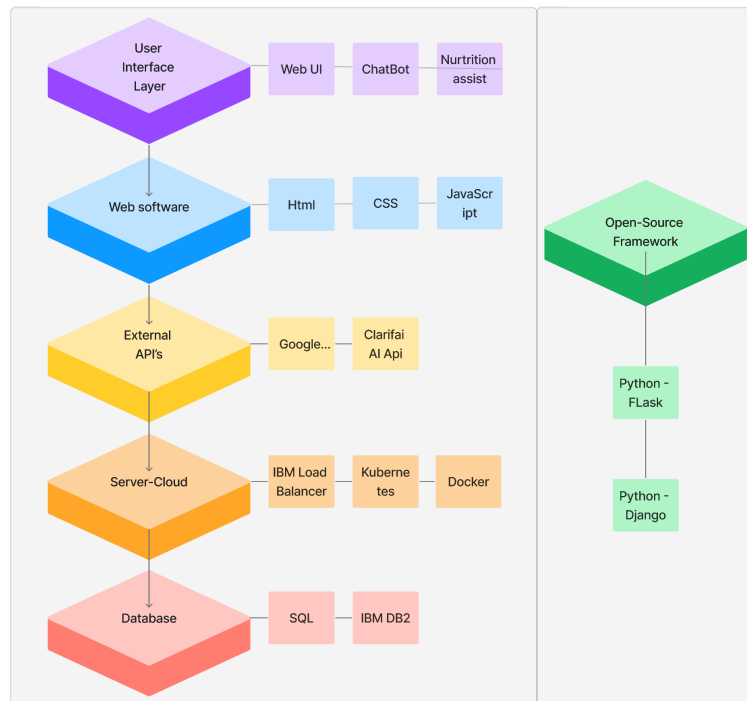 User
Interface
Layer
Web UI
ChatBot
Nurtrition
assist
Web software
Html
CSS
JavaScr
ipt
External
API's
Google...
Clarifai
AI Api
Server-Cloud
IBM Load
Balancer
Kuberne
tes
Docker
Database
SQL
IBM DB2
Open-Source
Framework
Python -
FLask
Python -
Django